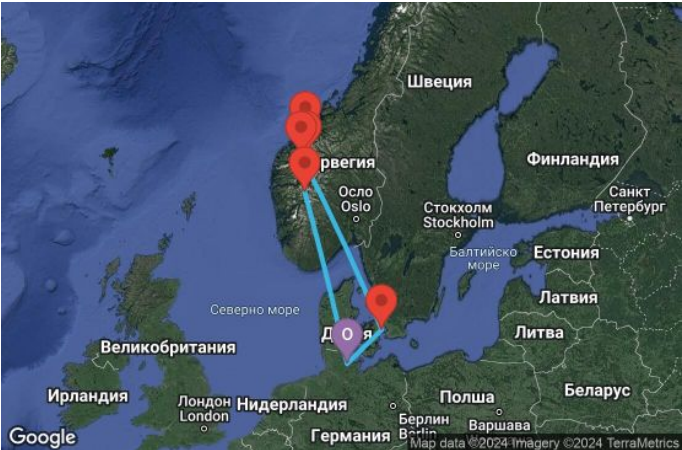 Швеция
рвегия
Финландия
Осло
Oslo
Санкт
Петербург
Стокхолм
Stockholm
Балтийско
море
Естония
Северно море
Латвия
Д
О
я
Литва
Великобритания
Ирландия
Лондон
London
Нидерландия
Полша
Беларус
Берлин
Berlin
Варшава
Германия
Google
Map data ©2024 Imagery ©2024 TerraMetrics